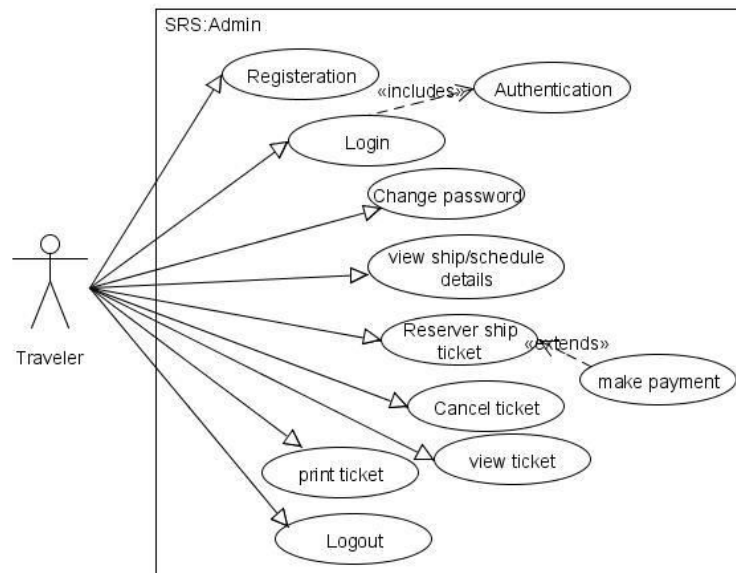 SRS:Admin
Registeration
«includes»
Authentication
Login
Change password
view ship/schedule
details
Traveler
Reserver ship
ticket
«extends»
make payment
Cancel ticket
view ticket
print ticket
Logout